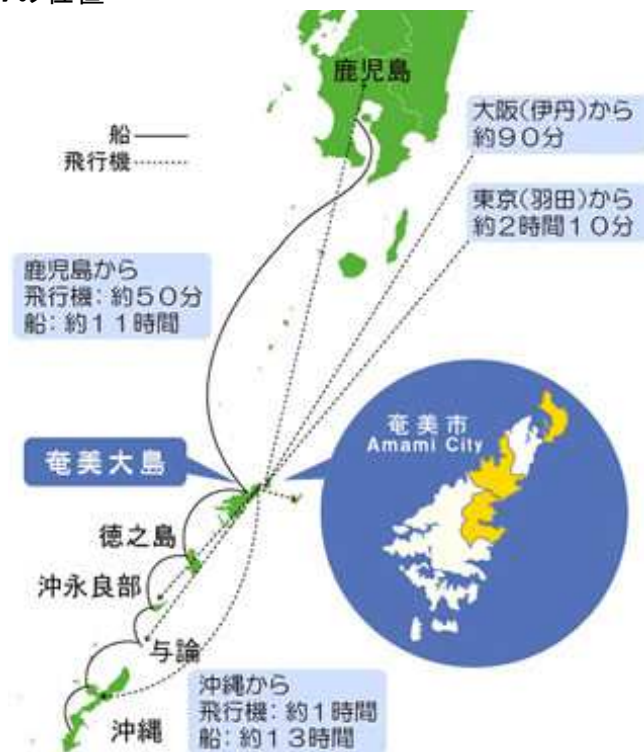 の位置
鹿児島
船
飛行機
大阪(伊丹)から
約90分
東京(羽田)から
約2時間10分
鹿児島から
飛行機:約50分
船:約11時間
奄美市
Amami City
奄美大島
徳之島
沖永良部
与論
沖縄から
飛行機:約1時間
船:約13時間
沖縄